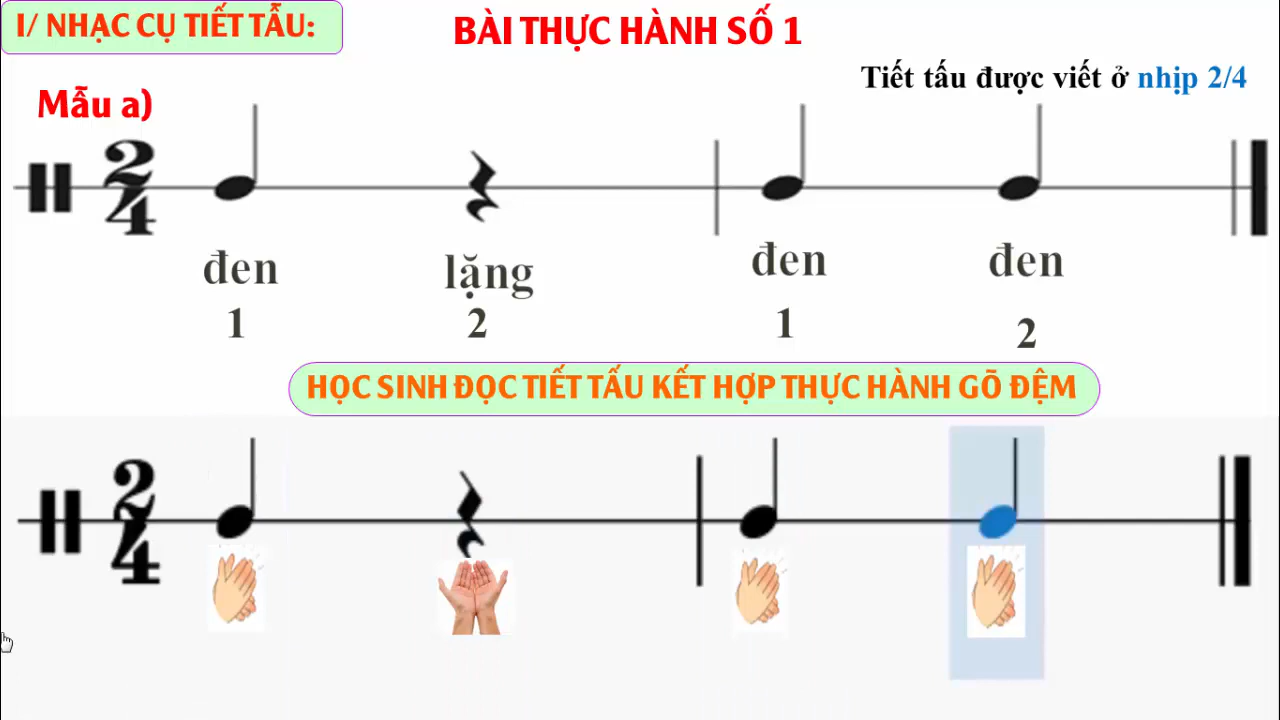 I/ NHẠC CỤ TIẾT TẪU:
BÀI THỰC HÀNH SỐ 1
Tiết tấu được viết ở nhịp 2/4
Mẫu a)
2
4
đen lặng đen đen
1 2 1 2
HỌC SINH ĐỌC TIẾT TẤU KẾT HỢP THỰC HÀNH GÕ ĐỆM
2
4